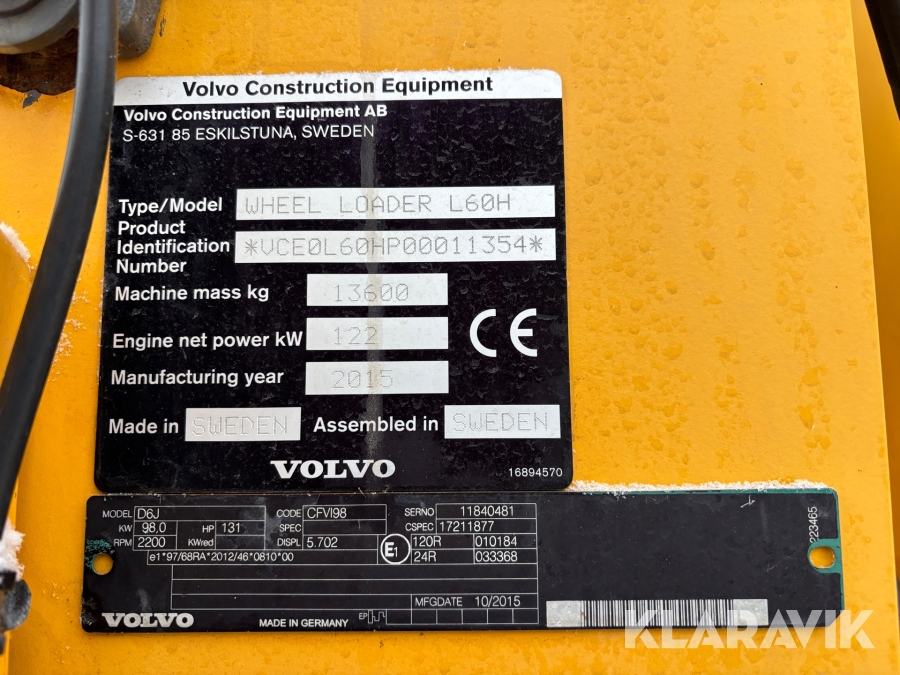 Volvo Construction Equipment
Volvo Construction Equipment AB
S-631 85 ESKILSTUNA, SWEDEN
Type/Model WHEEL LOADER L60H
Product
Identification *VCE0L60HP00011354*
Number
Machine mass kg 13600
Engine net power kW 122
Manufacturing year 2015
Made in SWEDEN Assembled in SWEDEN
VOLVO 16894570
MODEL D6J CODE CFVI98 SERNO 11840481
KW 98,0 HP 131 SPEC CSPEC 17211877
RPM 2200 KWred DISPL 5.702 E1 120R 010184
e1*97/68RA*2012/46*0810*00 24R 033368
MFGDATE 10/2015
VOLVO MADE IN GERMANY EP
223465
KLARAVIK